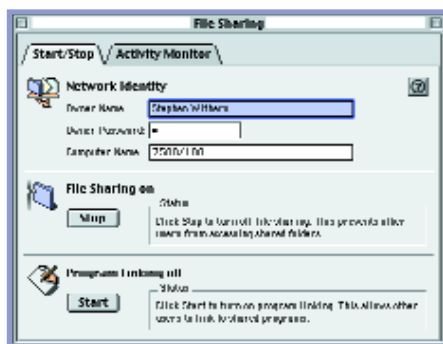 File Sharing
Start/Stop Activity Monitor
Network Identity
Owner Name: Stephen Withers
Owner Password: •
Computer Name: 7500/100
File Sharing on
Stop
Status
Click Stop to turn off file sharing. This prevents other
users from accessing shared folders.
Program Linking off
Start
Status
Click Start to turn on program linking. This allows other
users to link to shared programs.